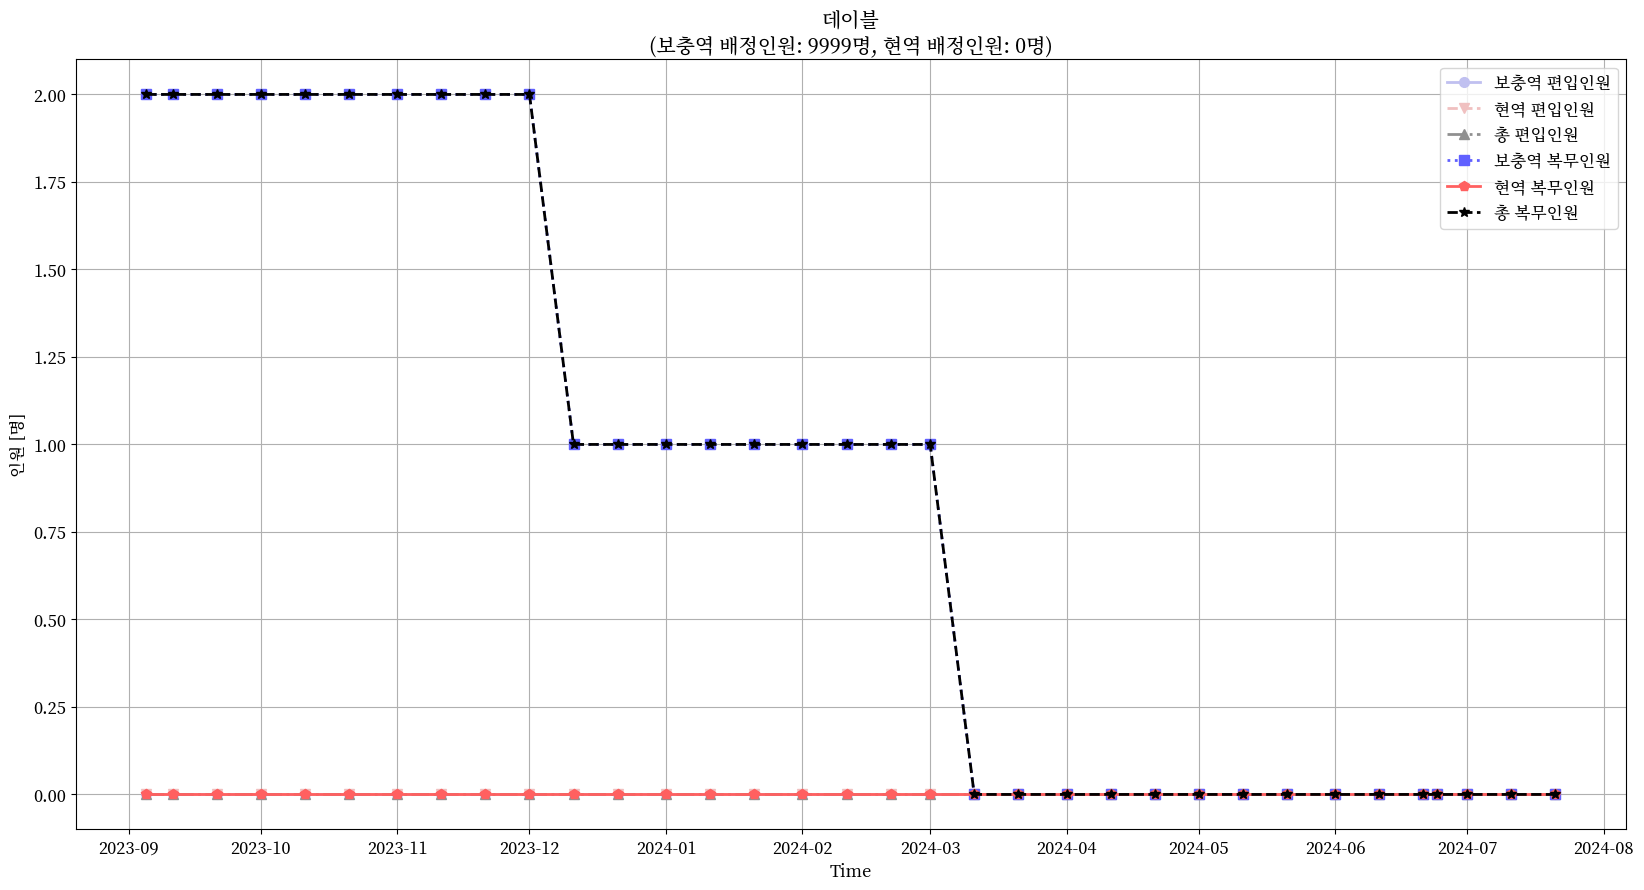 데이블
(보충역 배정인원: 9999명, 현역 배정인원: 0명)
보충역 편입인원
현역 편입인원
총 편입인원
보충역 복무인원
현역 복무인원
총 복무인원
2.00
1.75
1.50
1.25
1.00
0.75
0.50
0.25
0.00
인원 [명]
2023-09
2023-10
2023-11
2023-12
2024-01
2024-02
2024-03
2024-04
2024-05
2024-06
2024-07
2024-08
Time